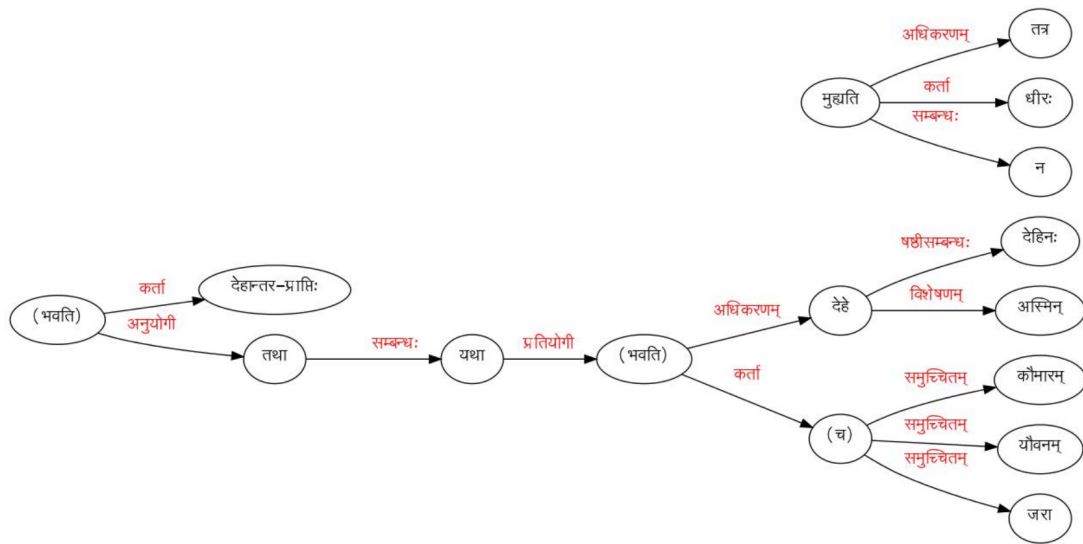 अधिकरणम्
तत्र
मुह्यति
कर्ता
धीरः
सम्बन्धः
न
(भवति)
कर्ता
देहान्तर-प्राप्तिः
अनुयोगी
तथा
सम्बन्धः
यथा
प्रतियोगी
(भवति)
अधिकरणम्
देहे
षष्ठीसम्बन्धः
देहिनः
विशेषणम्
अस्मिन्
कर्ता
(च)
समुच्चितम्
कौमारम्
समुच्चितम्
यौवनम्
समुच्चितम्
जरा